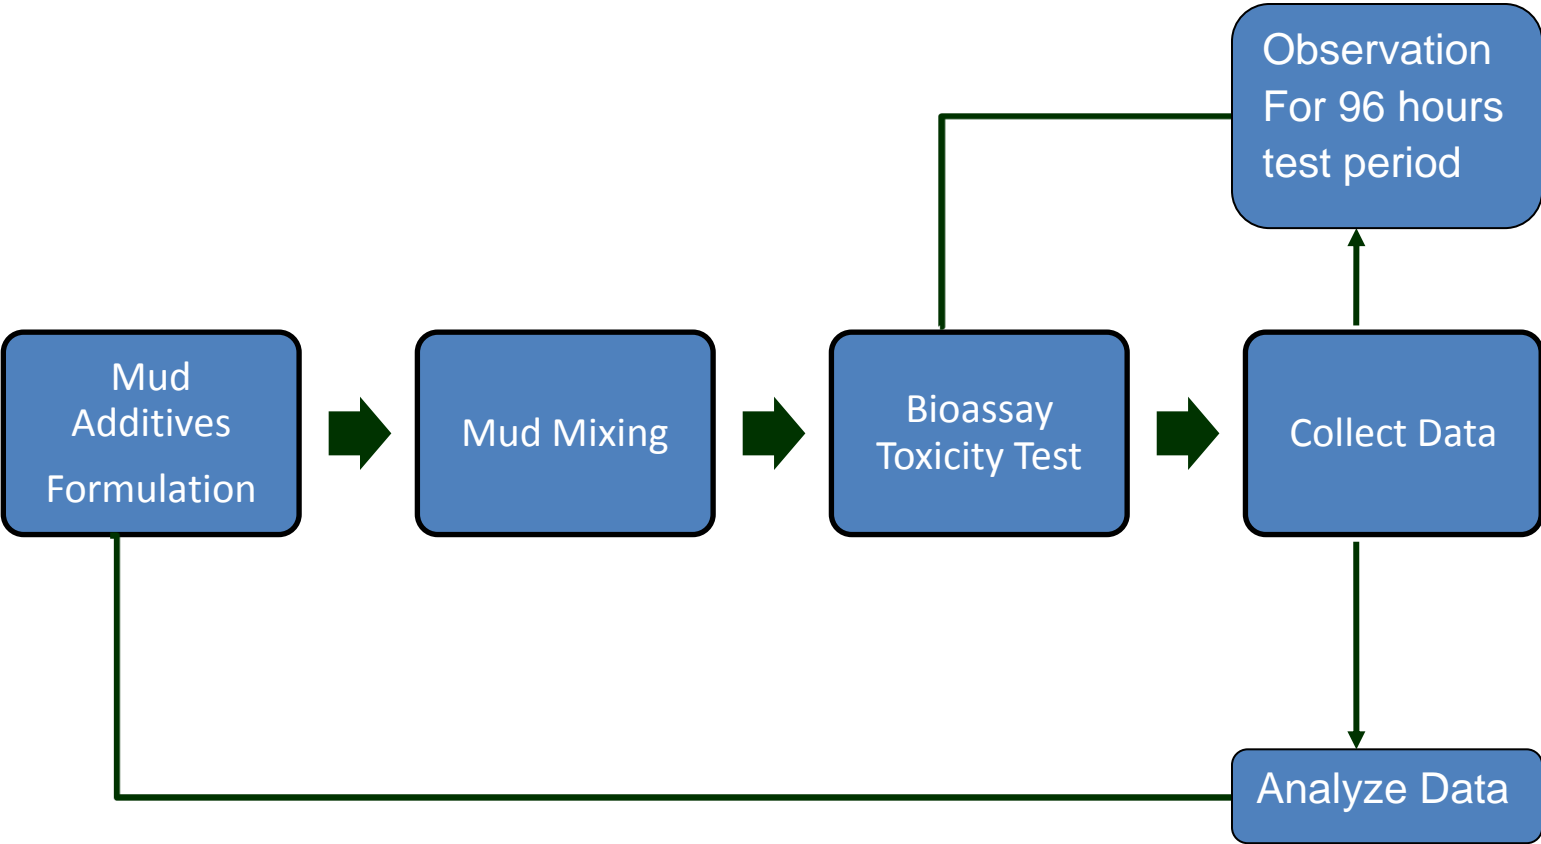 Observation
For 96 hours
test period
Mud
Additives
Formulation
Mud Mixing
Bioassay
Toxicity Test
Collect Data
Analyze Data